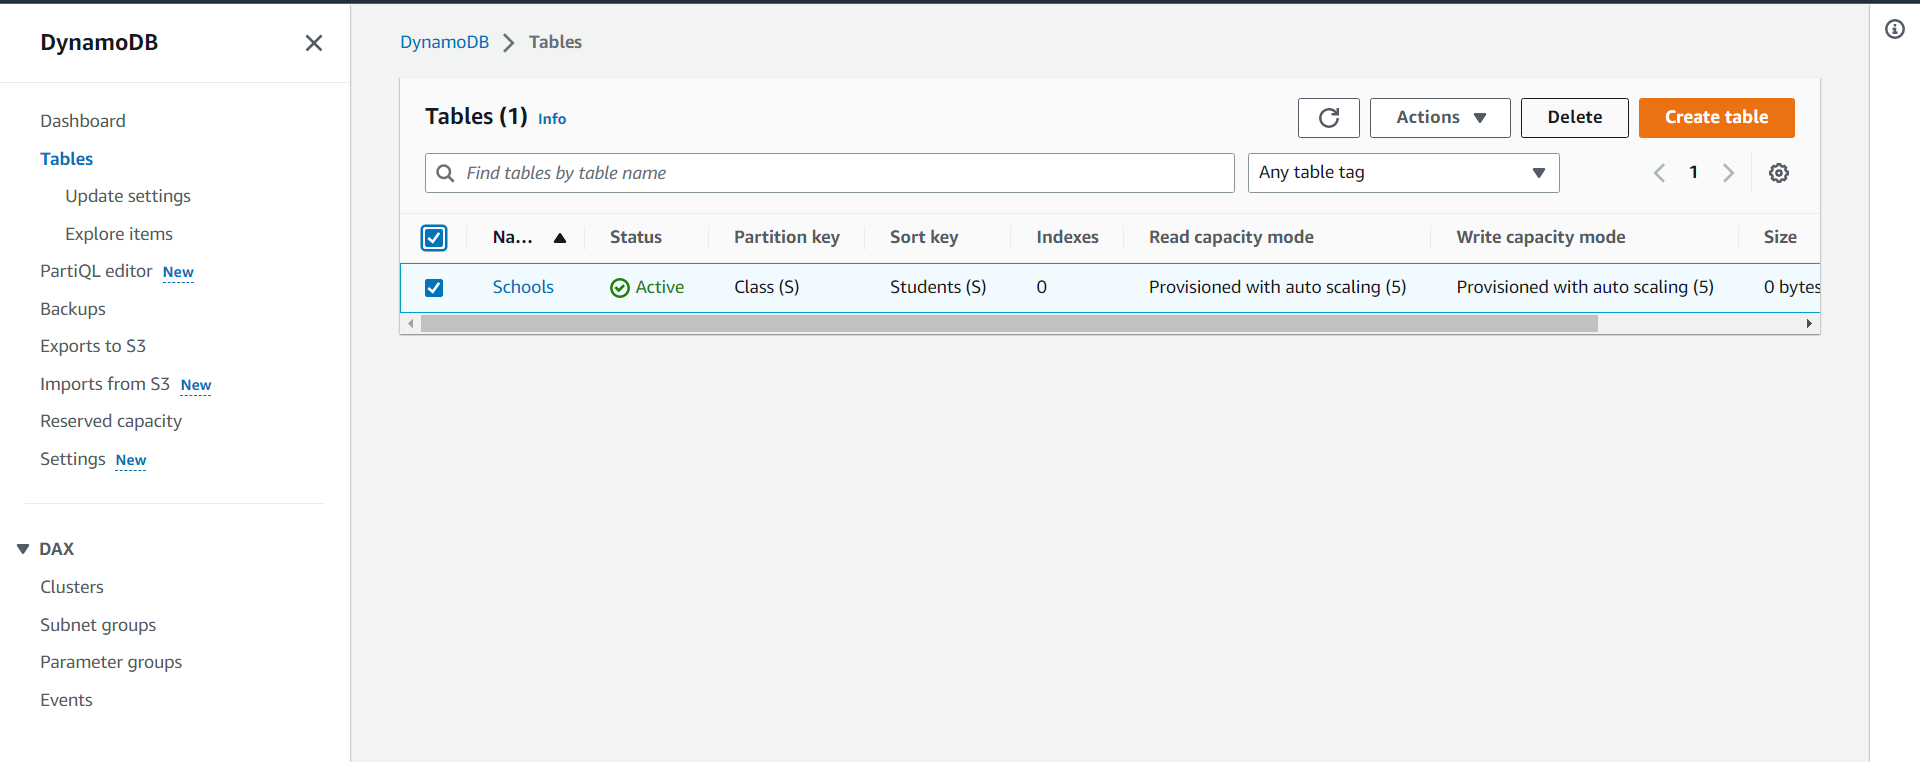 DynamoDB
Dashboard
Tables
Update settings
Explore items
PartiQL editor New
Backups
Exports to S3
Imports from S3 New
Reserved capacity
Settings New
DAX
Clusters
Subnet groups
Parameter groups
Events
DynamoDB Tables
Tables (1) Info
Actions Delete Create table
Find tables by table name Any table tag 1
Na... Status Partition key Sort key Indexes Read capacity mode Write capacity mode Size
Schools Active Class (S) Students (S) 0 Provisioned with auto scaling (5) Provisioned with auto scaling (5) 0 bytes